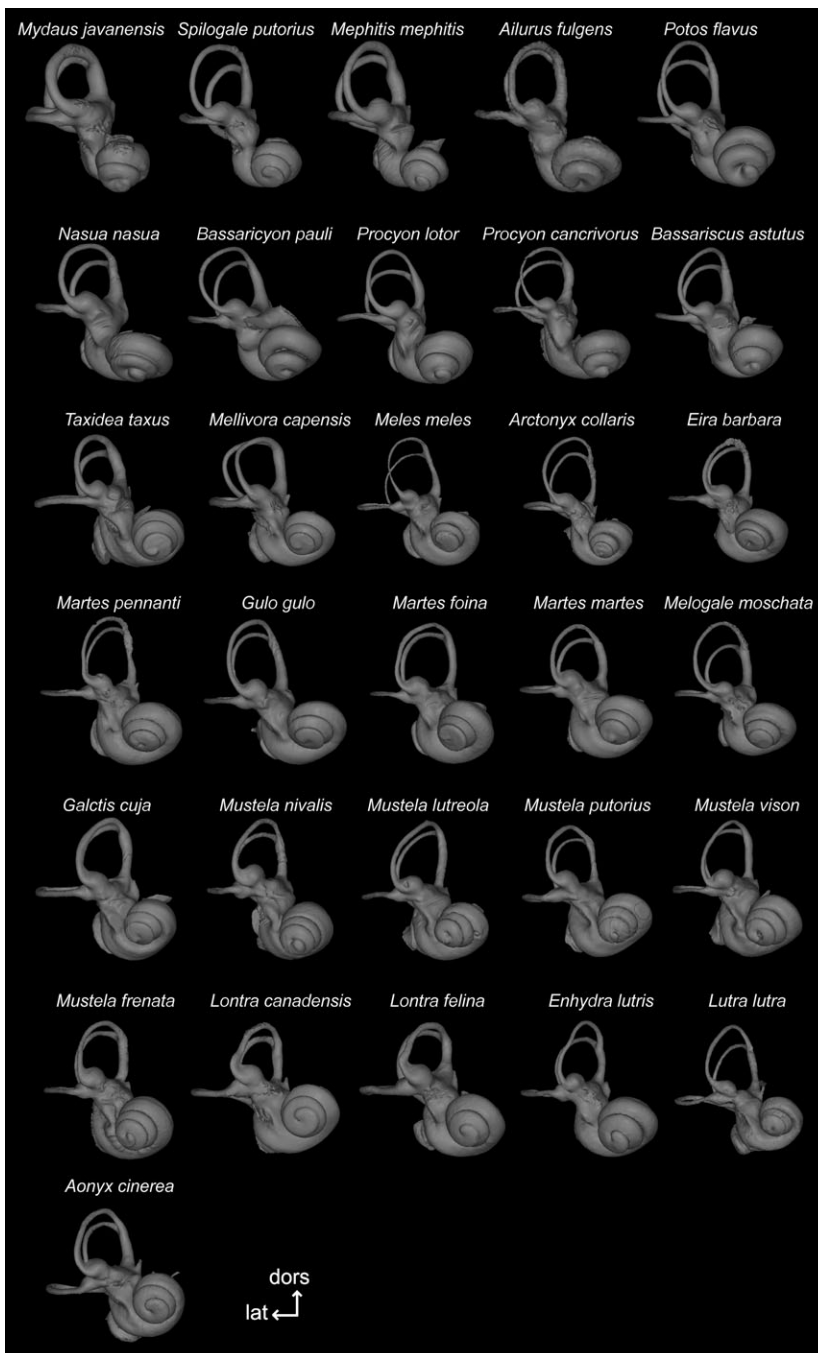 Mydaus javanensis Spilogale putorius Mephitis mephitis Ailurus fulgens Potos flavus
Nasua nasua Bassaricyon pauli Procyon lotor Procyon cancrivorus Bassariscus astutus
Taxidea taxus Mellivora capensis Meles meles Arctonyx collaris Eira barbara
Martes pennanti Gulo gulo Martes foina Martes martes Melogale moschata
Galctis cuja Mustela nivalis Mustela lutreola Mustela putorius Mustela vison
Mustela frenata Lontra canadensis Lontra felina Enhydra lutris Lutra lutra
Aonyx cinerea
dors
lat